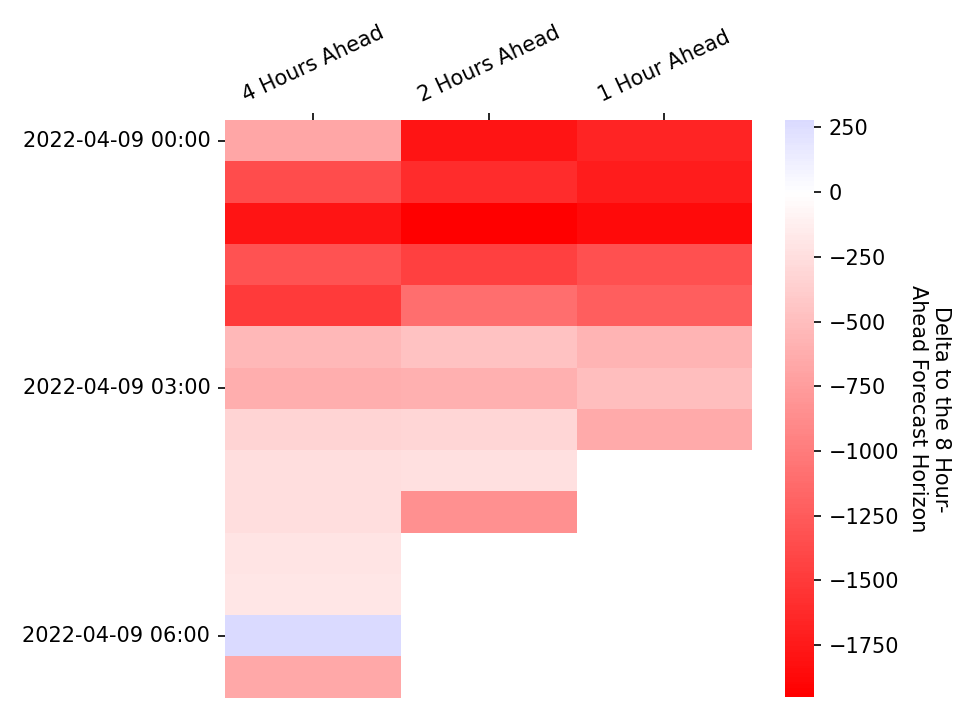 4 Hours Ahead
2 Hours Ahead
1 Hour Ahead
2022-04-09 00:00
2022-04-09 03:00
2022-04-09 06:00
250
0
−250
−500
−750
−1000
−1250
−1500
−1750
Delta to the 8 Hour-
Ahead Forecast Horizon